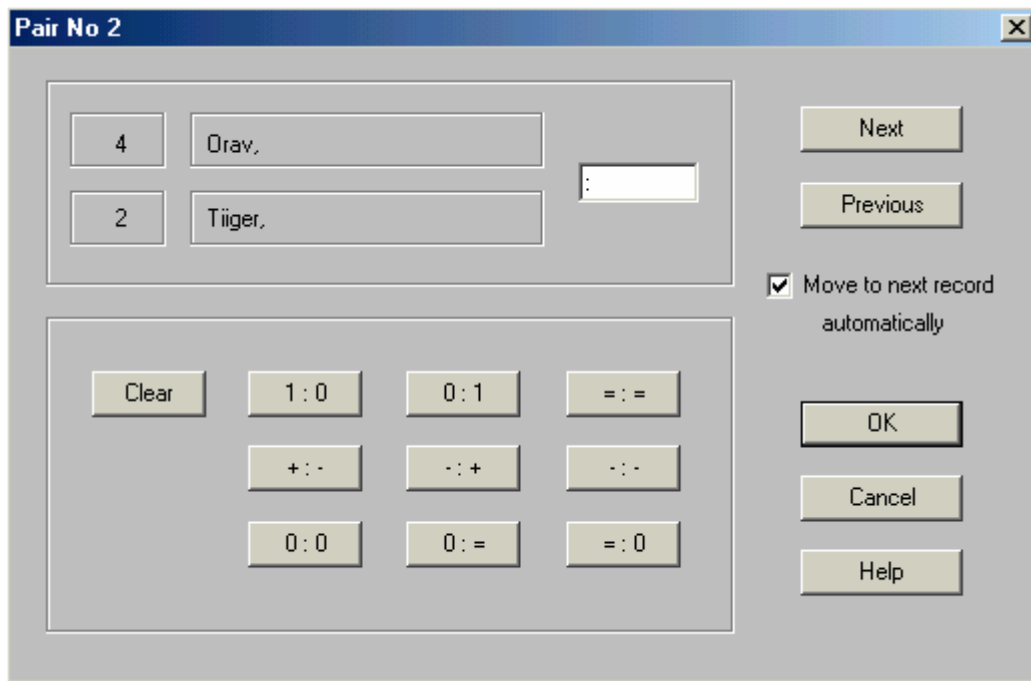 Pair No 2
4
Orav,
:
2
Tiiger,
Next
Previous
Move to next record
automatically
Clear
1 : 0
0 : 1
= : =
+ : -
- : +
- : -
0 : 0
0 : =
= : 0
OK
Cancel
Help